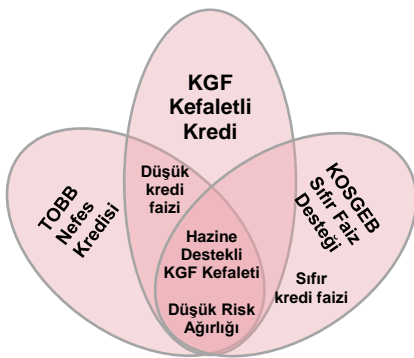 KGF
Kefaletli
Kredi
Düşük
kredi
faizi
TOBB
Nefes
Kredisi
KOSGEB
Sıfır Faiz
Desteği
Hazine
Destekli
KGF Kefaleti
Sıfır
kredi faizi
Düşük Risk
Ağırlığı